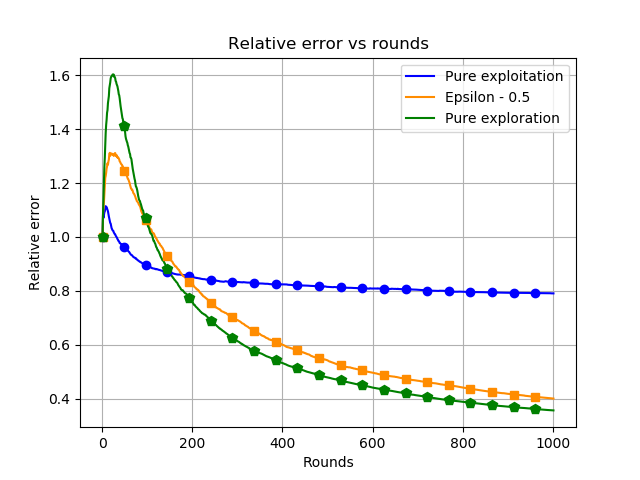 Relative error vs rounds
Pure exploitation
Epsilon - 0.5
Pure exploration
Relative error
1.6
1.4
1.2
1.0
0.8
0.6
0.4
0 200 400 600 800 1000
Rounds